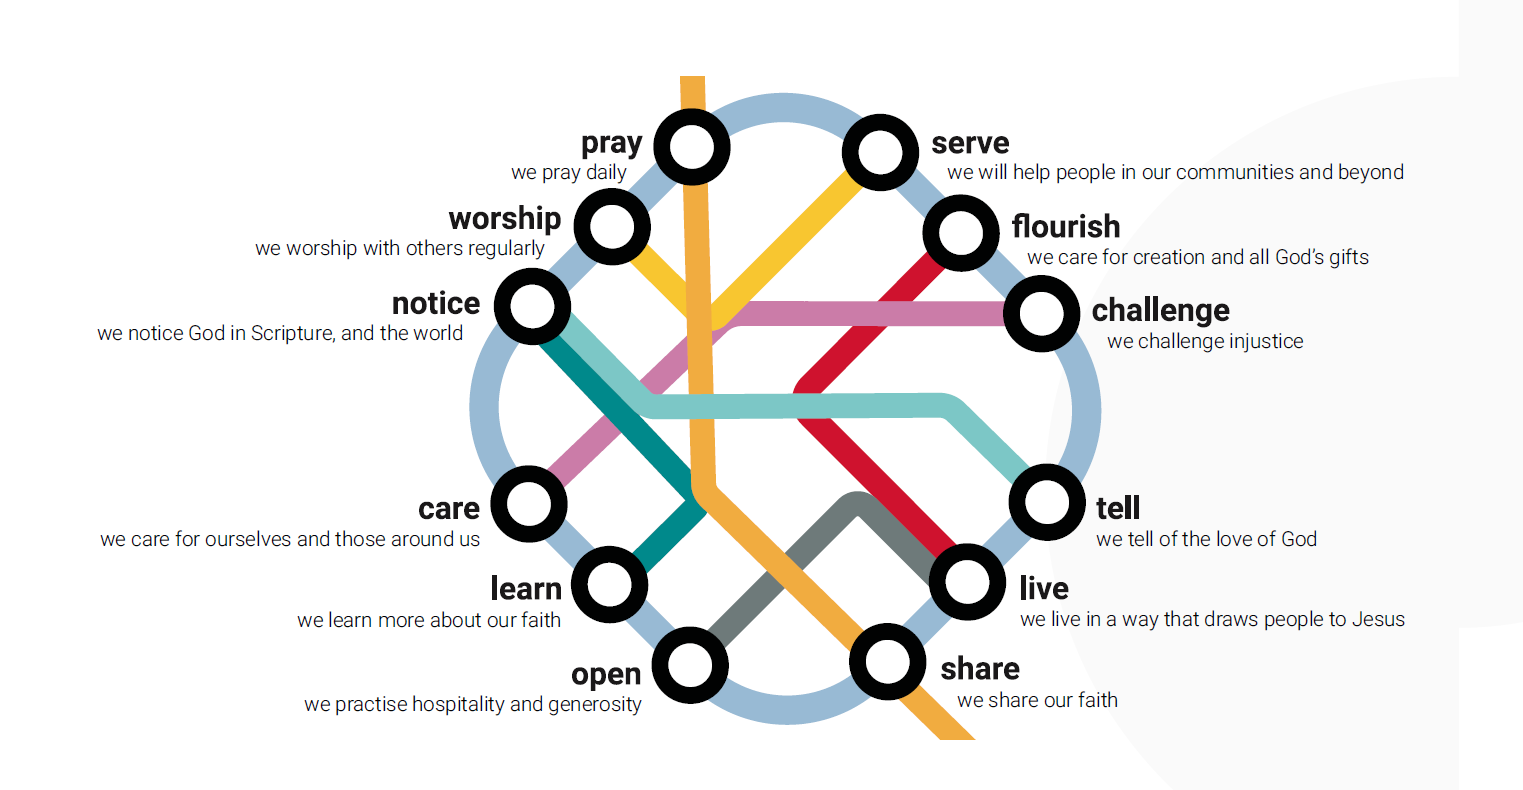 pray
we pray daily
worship
we worship with others regularly
notice
we notice God in Scripture, and the world
care
we care for ourselves and those around us
learn
we learn more about our faith
open
we practise hospitality and generosity
serve
we will help people in our communities and beyond
flourish
we care for creation and all God’s gifts
challenge
we challenge injustice
tell
we tell of the love of God
live
we live in a way that draws people to Jesus
share
we share our faith